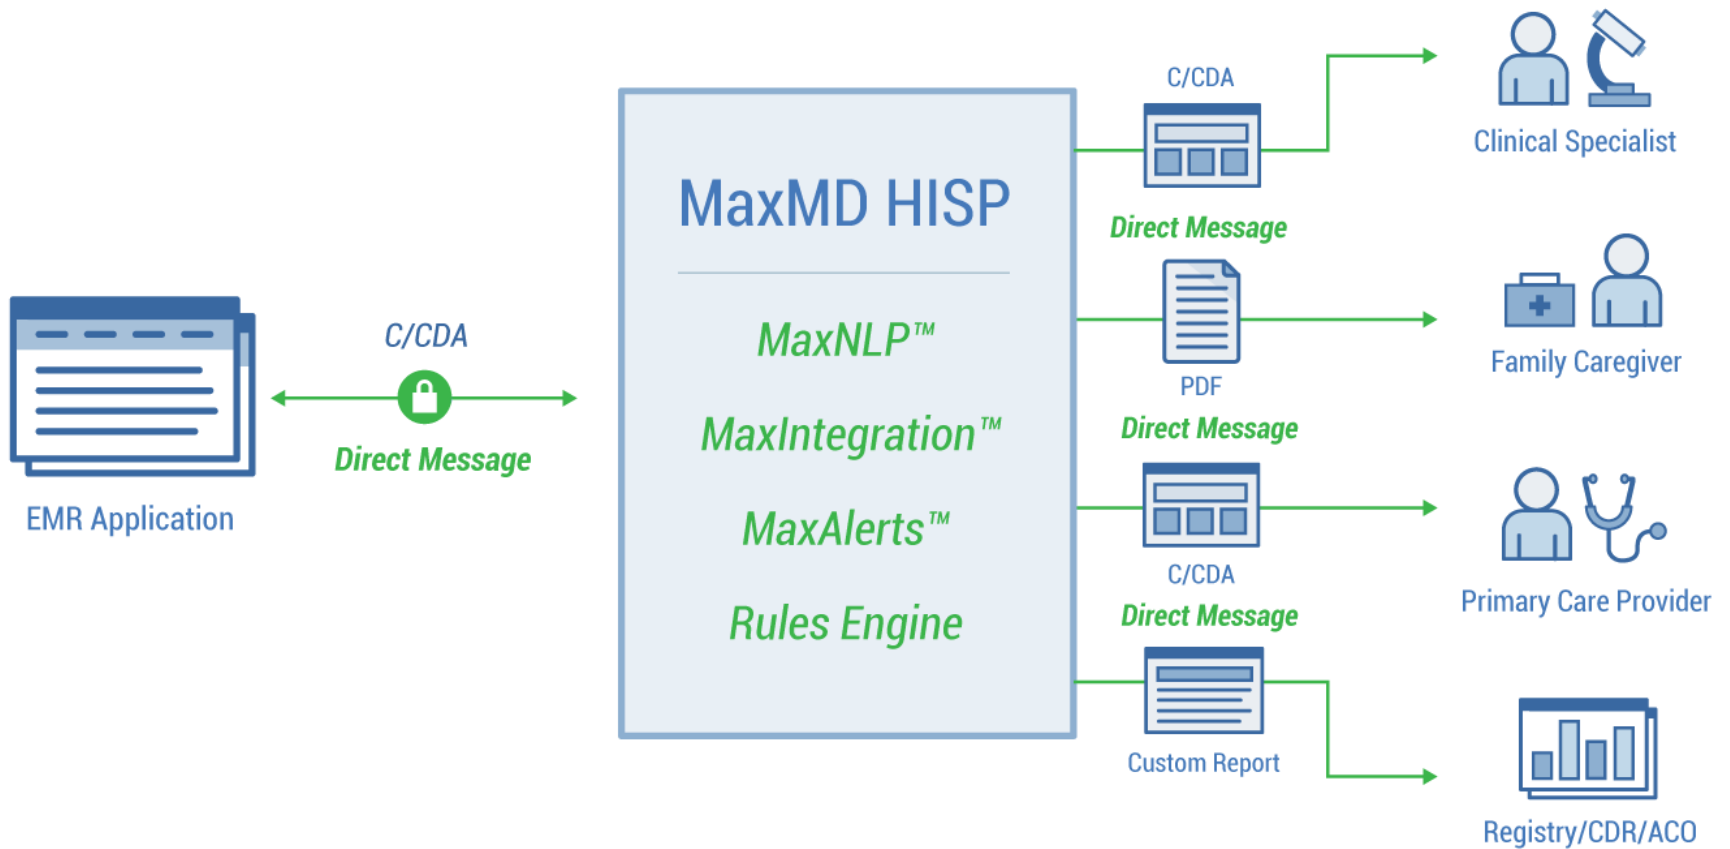 EMR Application
C/CDA
Direct Message
MaxMD HISP
MaxNLP™
MaxIntegration™
MaxAlerts™
Rules Engine
C/CDA
Direct Message
PDF
Direct Message
C/CDA
Direct Message
Custom Report
Clinical Specialist
Family Caregiver
Primary Care Provider
Registry/CDR/ACO